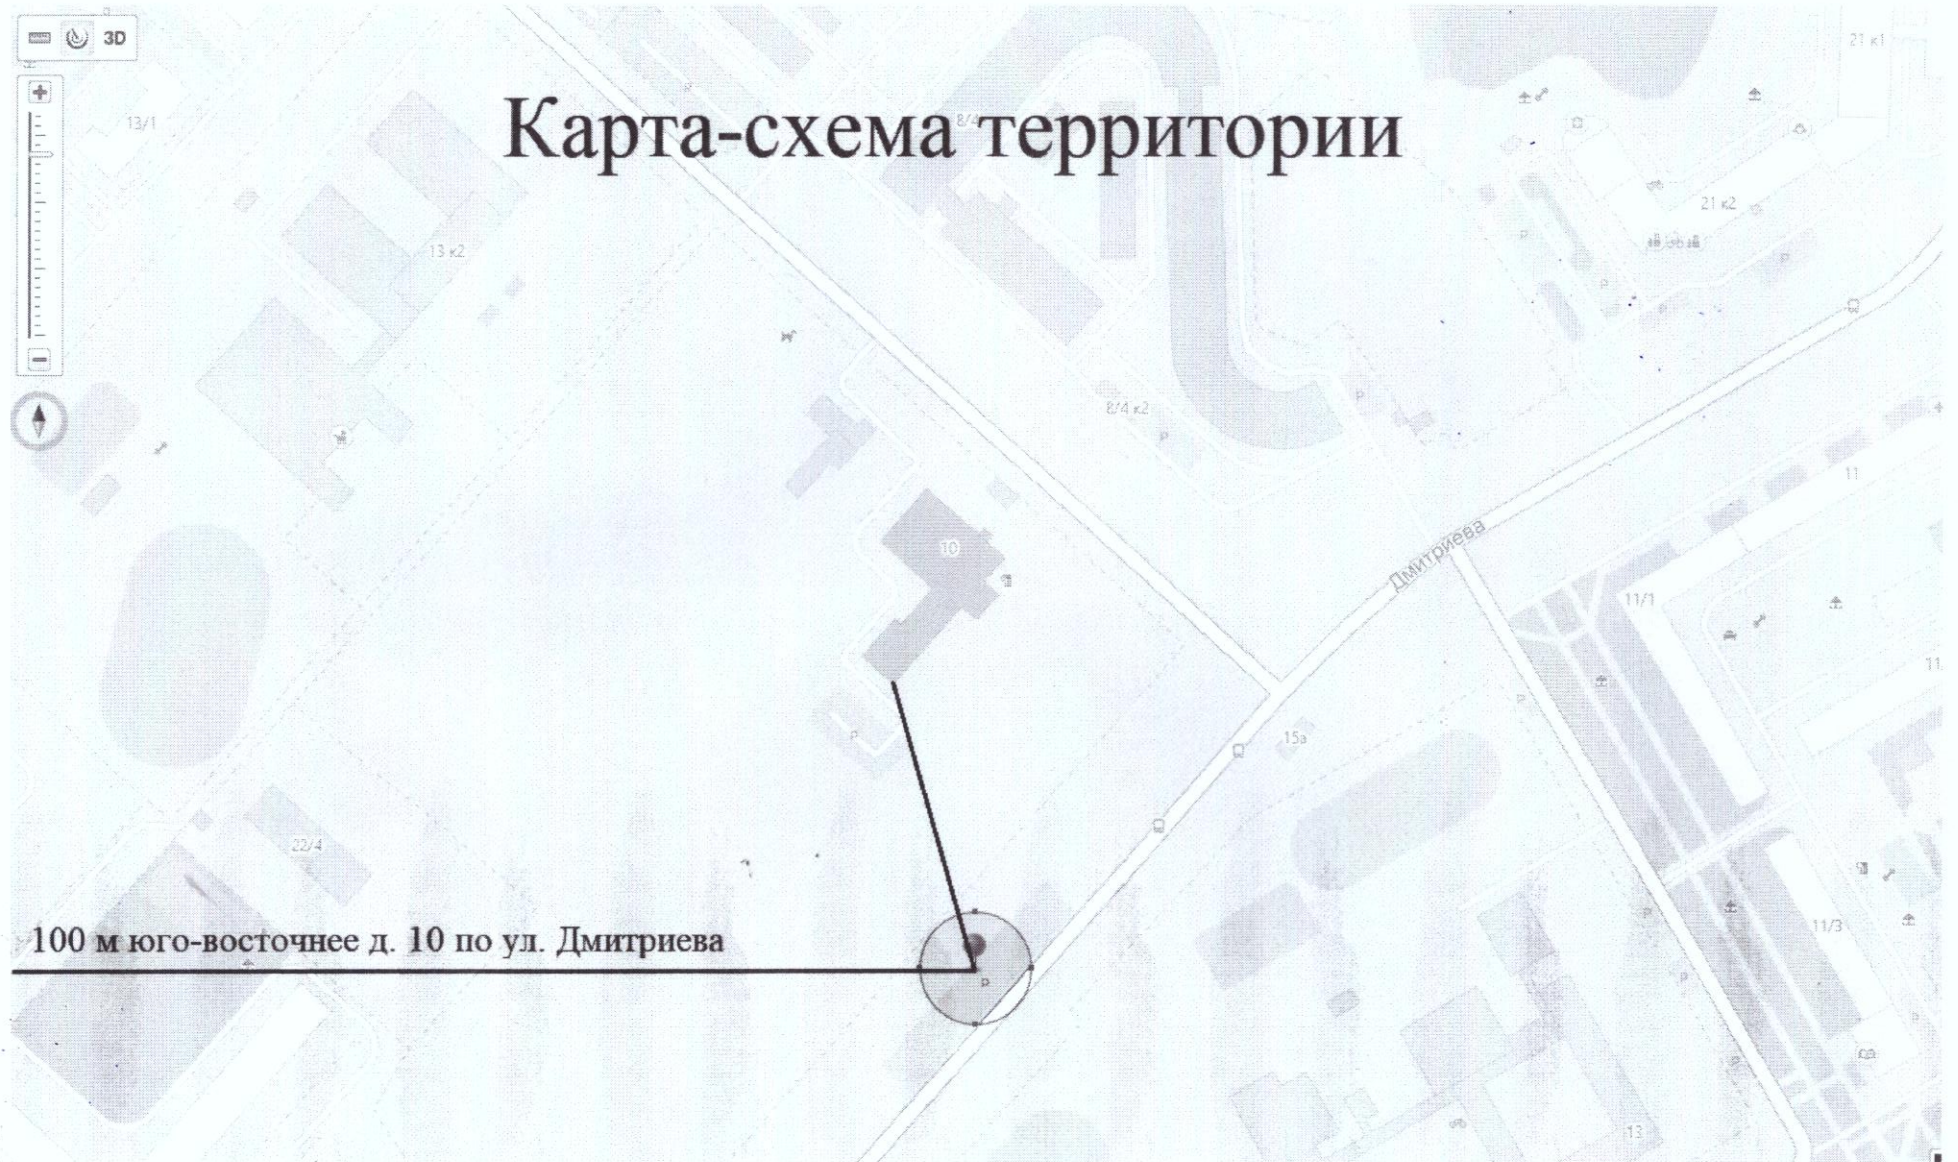 3D
21 к1
13/1
8/4
Карта-схема территории
21 к2
13 к2
8/4 к2
11
10
Дмитриева
11/1
11
15а
22/4
11/3
100 м юго-восточнее д. 10 по ул. Дмитриева
13